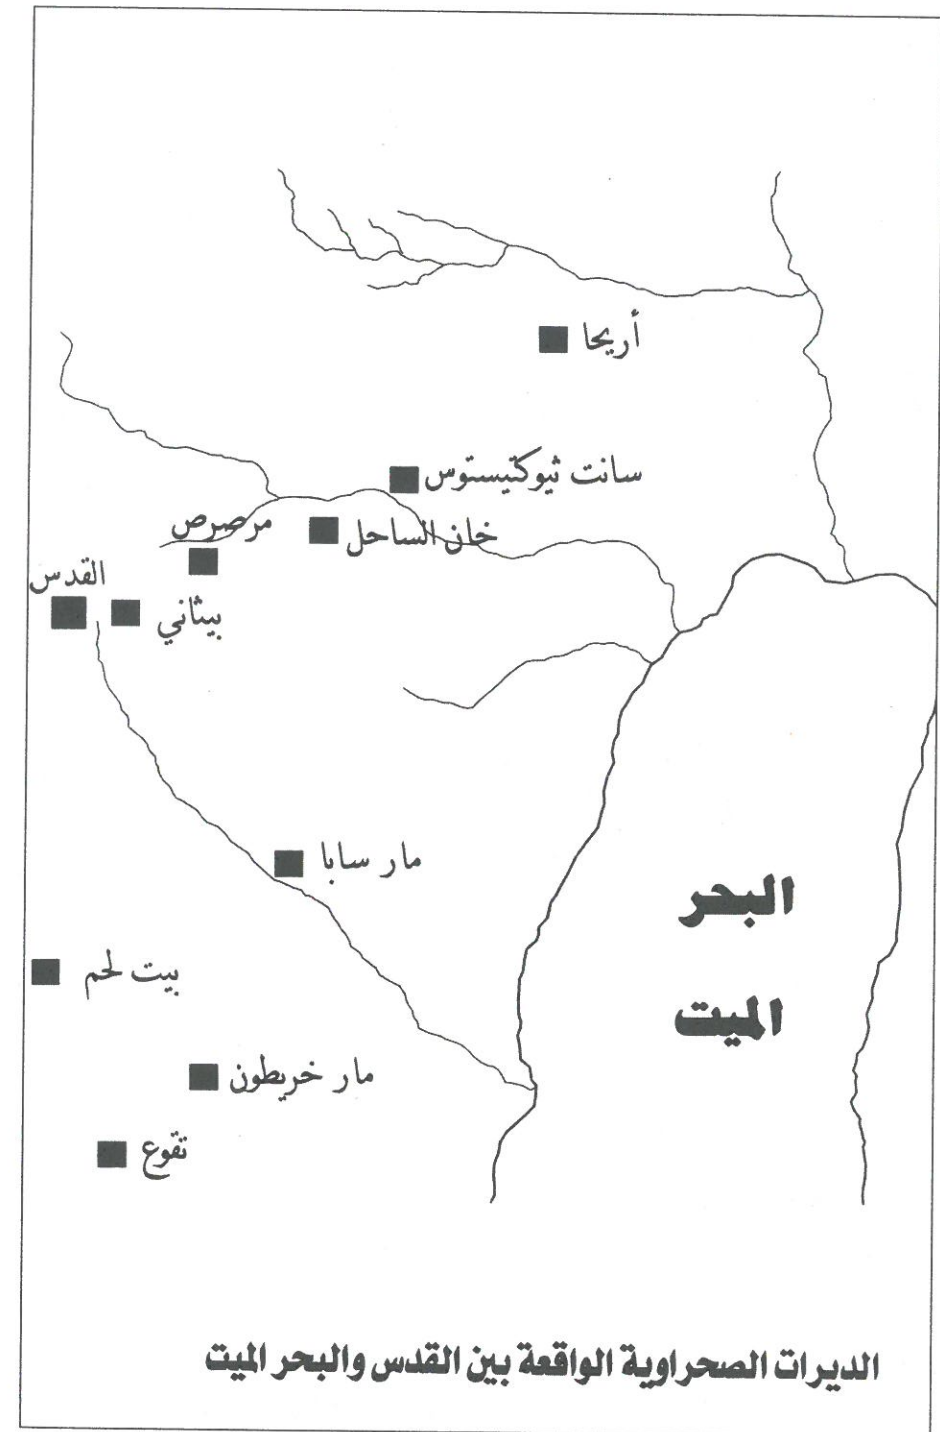 أريحا
سانت ثيوكتيستوس
خان الساحل
مرصرص
القدس
بيثاني
مار سابا
البحر
الميت
بيت لحم
مار خريطون
تقوع
الديرات الصحراوية الواقعة بين القدس والبحر الميت